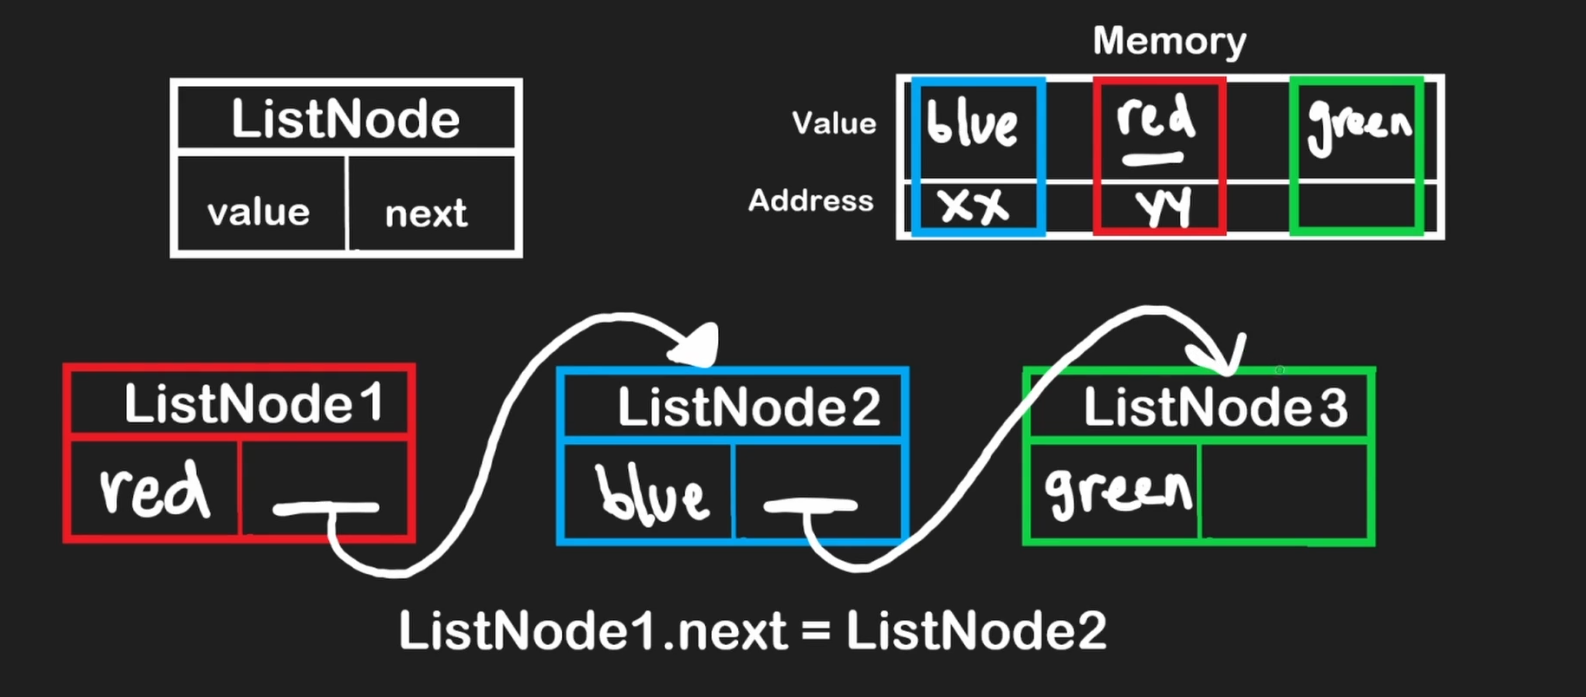 Memory
ListNode
value next
Value blue red green
Address xx yy
ListNode1
red
ListNode2
blue
ListNode3
green
ListNode1.next = ListNode2